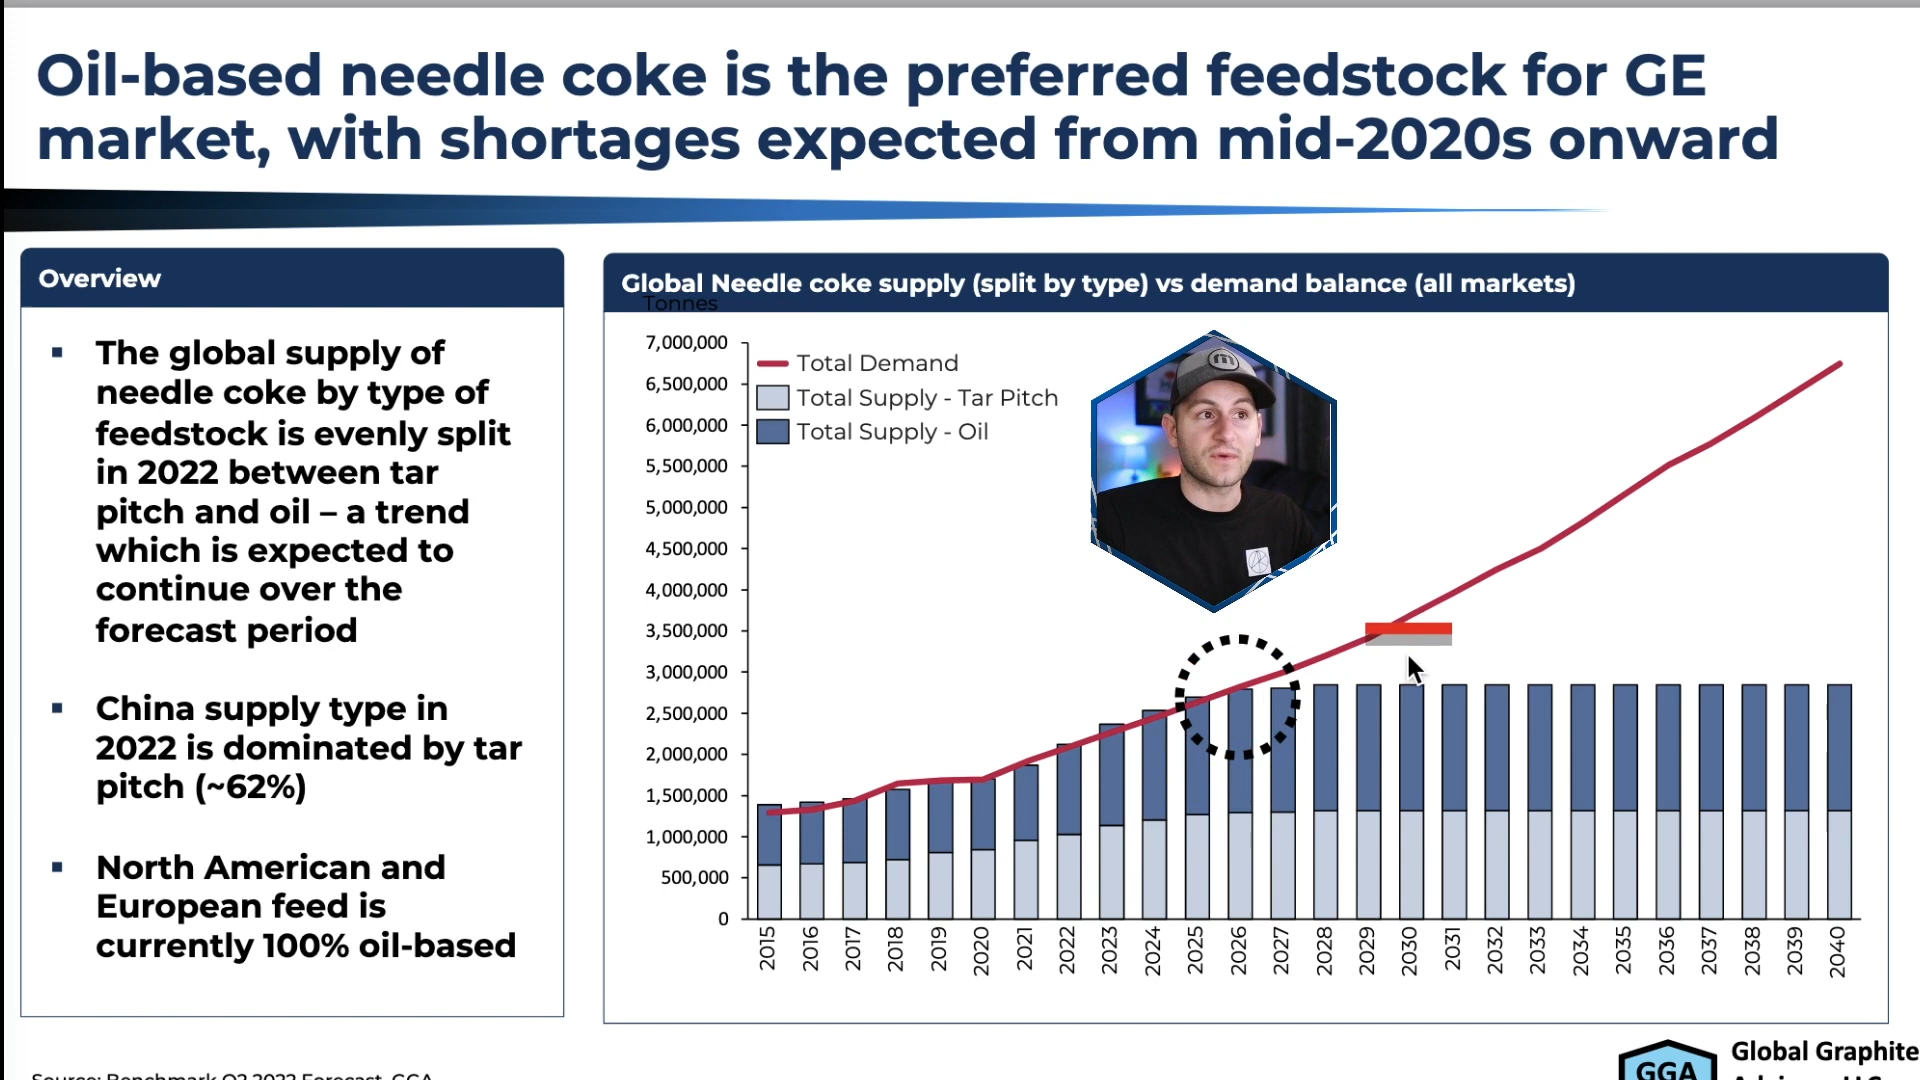 Oil-based needle coke is the preferred feedstock for GE
market, with shortages expected from mid-2020s onward
Overview
▪ The global supply of
needle coke by type of
feedstock is evenly split
in 2022 between tar
pitch and oil – a trend
which is expected to
continue over the
forecast period
▪ China supply type in
2022 is dominated by tar
pitch (~62%)
▪ North American and
European feed is
currently 100% oil-based
Global Needle coke supply (split by type) vs demand balance (all markets)
Tonnes
7,000,000
6,500,000
6,000,000
5,500,000
5,000,000
4,500,000
4,000,000
3,500,000
3,000,000
2,500,000
2,000,000
1,500,000
1,000,000
500,000
0
Total Demand
Total Supply - Tar Pitch
Total Supply - Oil
2015 2016 2017 2018 2019 2020 2021 2022 2023 2024 2025 2026 2027 2028 2029 2030 2031 2032 2033 2034 2035 2036 2037 2038 2039 2040
Source: Benchmark Q2 2022 Forecast, GGA
GGA
Global Graphite